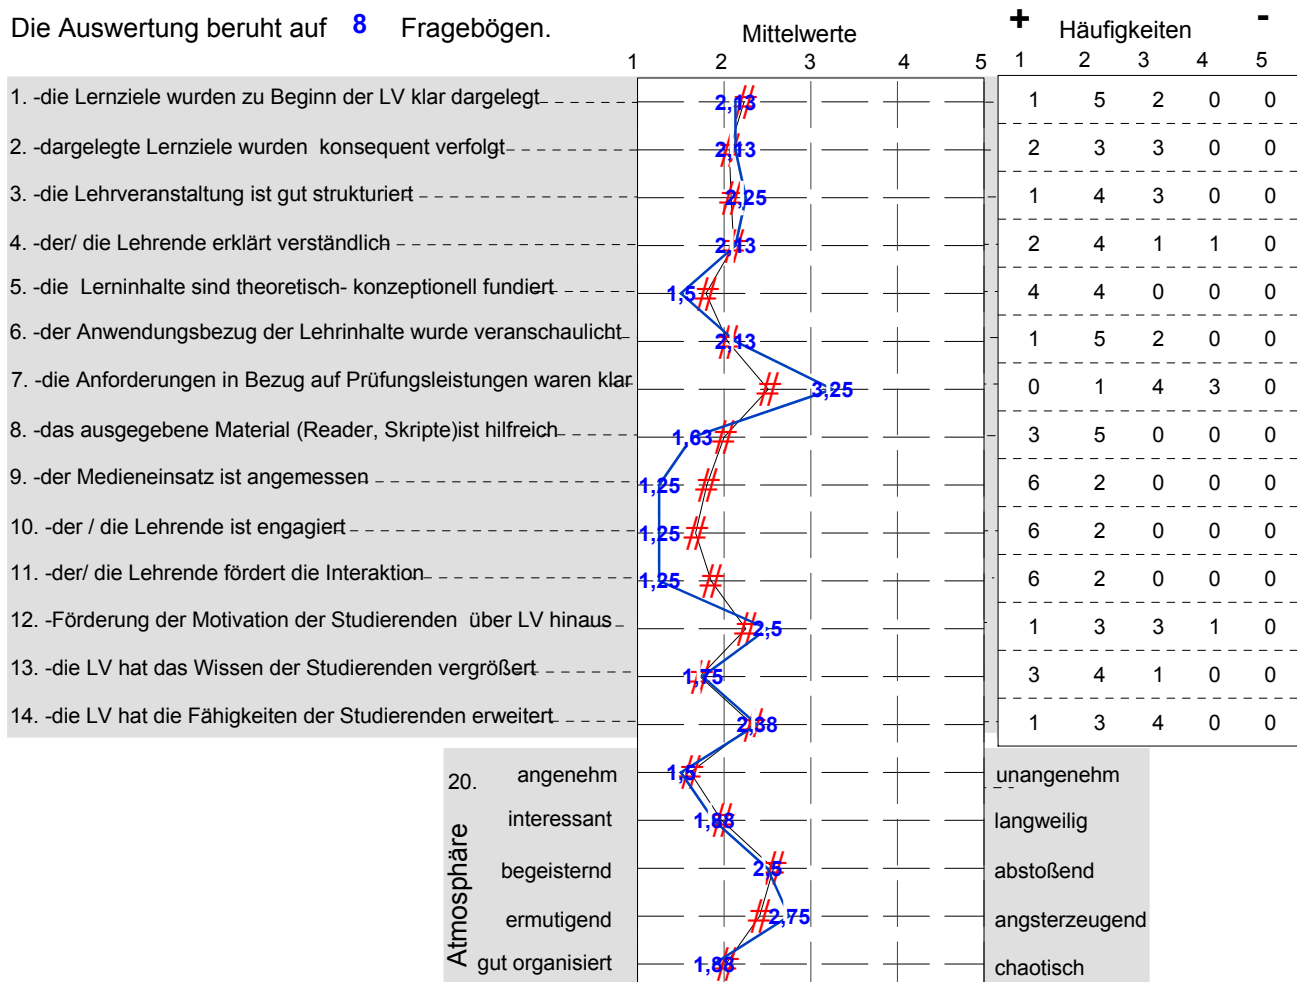 Die Auswertung beruht auf 8 Fragebögen.
Mittelwerte
+ Häufigkeiten -
1 2 3 4 5 1 2 3 4 5
1. -die Lernziele wurden zu Beginn der LV klar dargelegt 2,13 1 5 2 0 0
2. -dargelegte Lernziele wurden konsequent verfolgt 2,13 2 3 3 0 0
3. -die Lehrveranstaltung ist gut strukturiert 2,25 1 4 3 0 0
4. -der/ die Lehrende erklärt verständlich 2,13 2 4 1 1 0
5. -die Lerninhalte sind theoretisch- konzeptionell fundiert 1,5 4 4 0 0 0
6. -der Anwendungsbezug der Lehrinhalte wurde veranschaulicht 2,13 1 5 2 0 0
7. -die Anforderungen in Bezug auf Prüfungsleistungen waren klar 3,25 0 1 4 3 0
8. -das ausgegebene Material (Reader, Skripte)ist hilfreich 1,63 3 5 0 0 0
9. -der Medieneinsatz ist angemessen 1,25 6 2 0 0 0
10. -der / die Lehrende ist engagiert 1,25 6 2 0 0 0
11. -der/ die Lehrende fördert die Interaktion 1,25 6 2 0 0 0
12. -Förderung der Motivation der Studierenden über LV hinaus 2,5 1 3 3 1 0
13. -die LV hat das Wissen der Studierenden vergrößert 1,75 3 4 1 0 0
14. -die LV hat die Fähigkeiten der Studierenden erweitert 2,38 1 3 4 0 0
20. angenehm 1,5 unangenehm
interessant 1,88 langweilig
begeisternd 2,5 abstoßend
ermutigend 2,75 angsterzeugend
gut organisiert 1,88 chaotisch
Atmosphäre